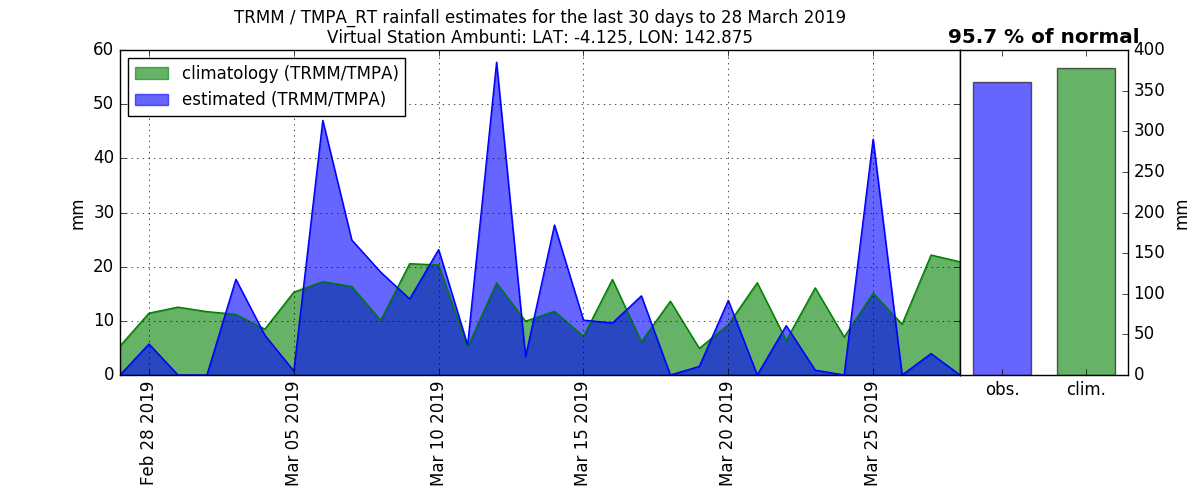 TRMM / TMPA_RT rainfall estimates for the last 30 days to 28 March 2019
Virtual Station Ambunti: LAT: -4.125, LON: 142.875
95.7 % of normal
climatology (TRMM/TMPA)
estimated (TRMM/TMPA)
60
50
40
30
20
10
0
mm
400
350
300
250
200
150
100
50
0
mm
Feb 28 2019
Mar 05 2019
Mar 10 2019
Mar 15 2019
Mar 20 2019
Mar 25 2019
obs.
clim.